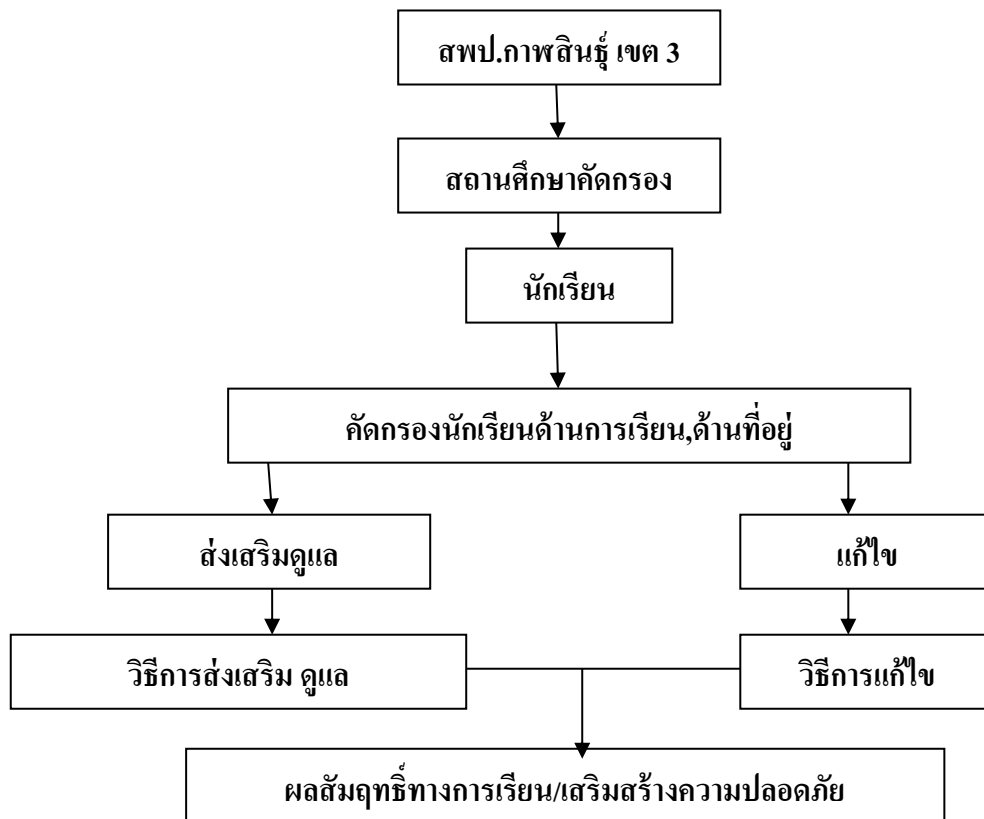 สพป.กาฬสินธุ์ เขต 3
สถานศึกษาคัดกรอง
นักเรียน
คัดกรองนักเรียนด้านการเรียน,ด้านที่อยู่
ส่งเสริมดูแล
แก้ไข
วิธีการส่งเสริม ดูแล
วิธีการแก้ไข
ผลสัมฤทธิ์ทางการเรียน/เสริมสร้างความปลอดภัย